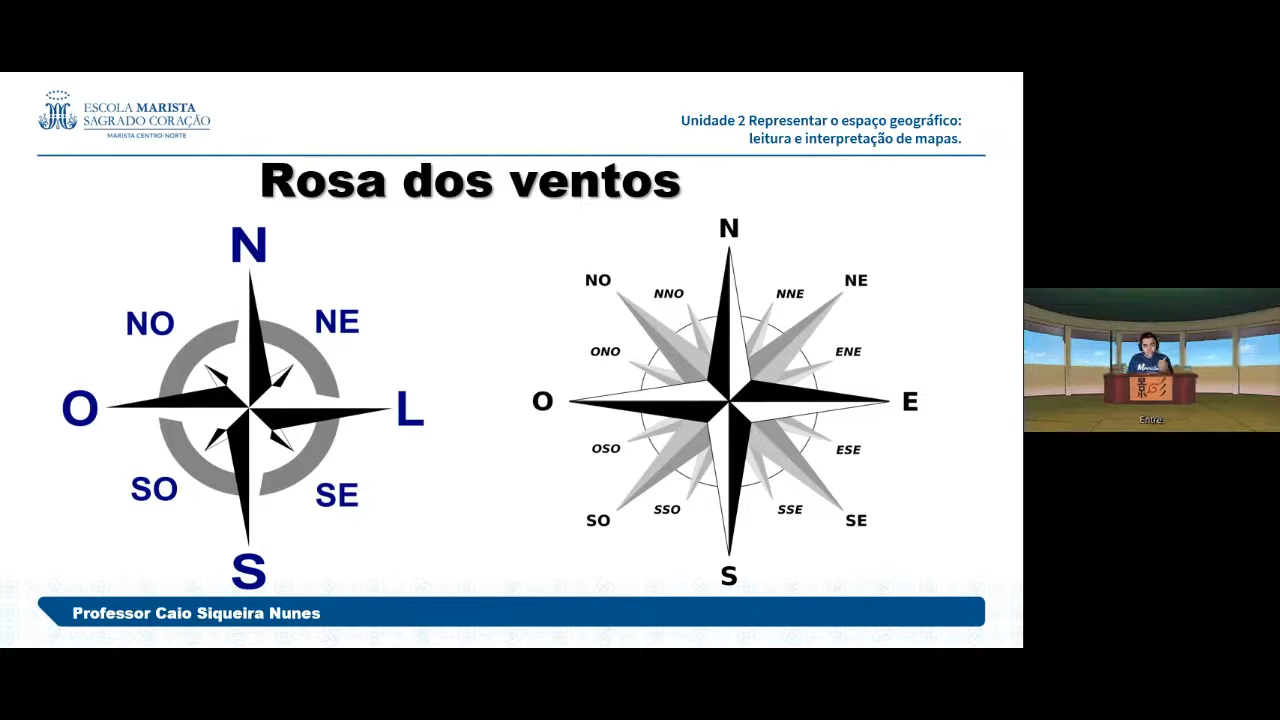 ESCOLA MARISTA
SAGRADO CORAÇÃO
MARISTA CENTRO-NORTE
Unidade 2 Representar o espaço geográfico:
leitura e interpretação de mapas.
Rosa dos ventos
N
NO
NE
O
L
SO
SE
S
N
NO
NNO
NNE
NE
ONO
ENE
O
E
OSO
ESE
SSO
SSE
SO
SE
S
Professor Caio Siqueira Nunes
影